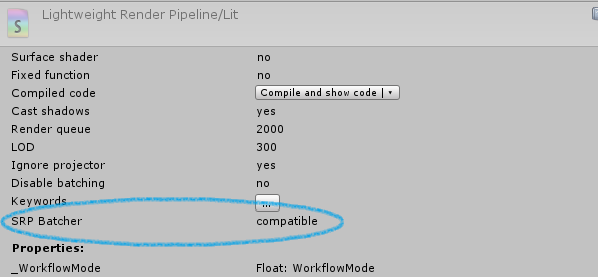 S
Lightweight Render Pipeline/Lit
Surface shader no
Fixed function no
Compiled code Compile and show code | ▾
Cast shadows yes
Render queue 2000
LOD 300
Ignore projector yes
Disable batching no
Keywords ...
SRP Batcher compatible
Properties:
_WorkflowMode Float: WorkflowMode